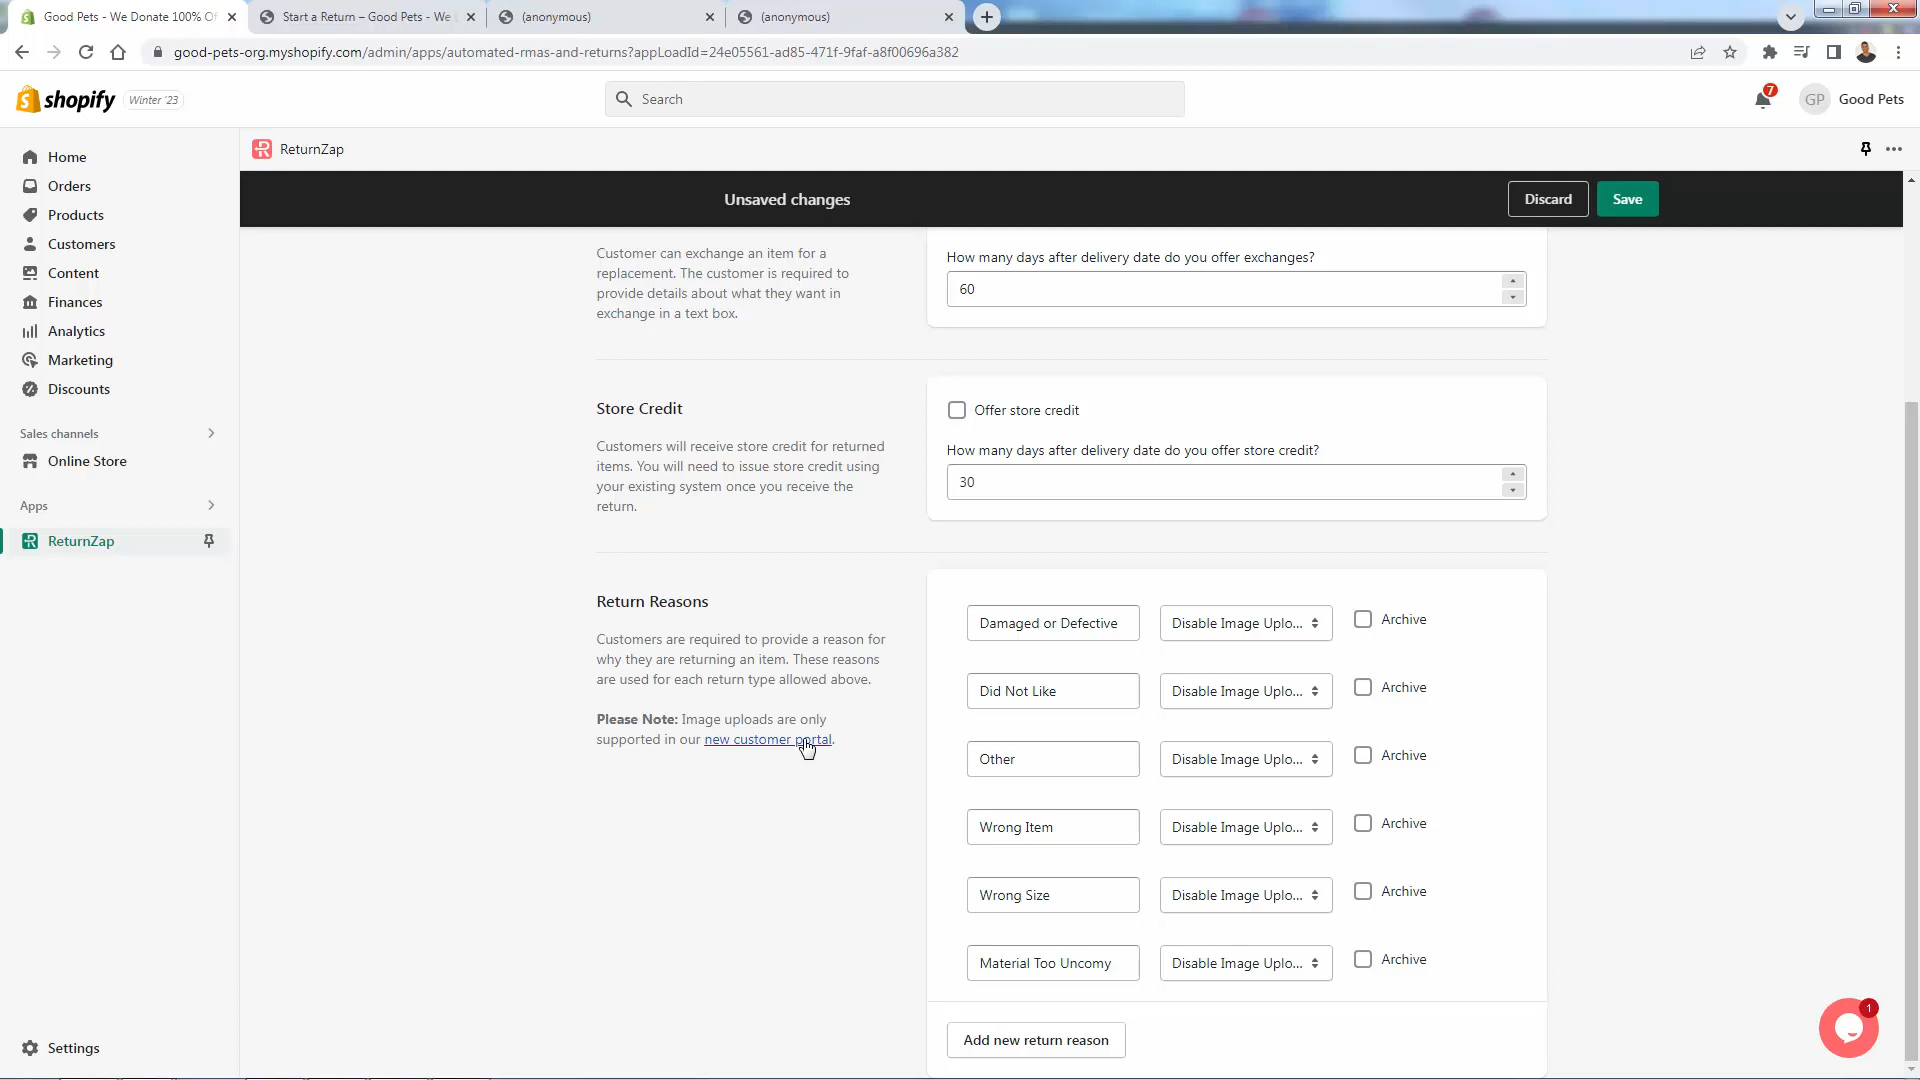 Good Pets - We Donate 100% Of
Start a Return – Good Pets - We
(anonymous)
(anonymous)
good-pets-org.myshopify.com/admin/apps/automated-rmas-and-returns?appLoadId=24e05561-ad85-471f-9faf-a8f00696a382
shopify
Winter '23
Search
7
GP
Good Pets
Home
Orders
Products
Customers
Content
Finances
Analytics
Marketing
Discounts
Sales channels
Online Store
Apps
ReturnZap
Settings
ReturnZap
Unsaved changes
Discard
Save
Customer can exchange an item for a
replacement. The customer is required to
provide details about what they want in
exchange in a text box.
How many days after delivery date do you offer exchanges?
60
Store Credit
Customers will receive store credit for returned
items. You will need to issue store credit using
your existing system once you receive the
return.
Offer store credit
How many days after delivery date do you offer store credit?
30
Return Reasons
Customers are required to provide a reason for
why they are returning an item. These reasons
are used for each return type allowed above.
Please Note: Image uploads are only
supported in our new customer portal.
Damaged or Defective
Disable Image Uplo...
Archive
Did Not Like
Disable Image Uplo...
Archive
Other
Disable Image Uplo...
Archive
Wrong Item
Disable Image Uplo...
Archive
Wrong Size
Disable Image Uplo...
Archive
Material Too Uncomy
Disable Image Uplo...
Archive
Add new return reason
1